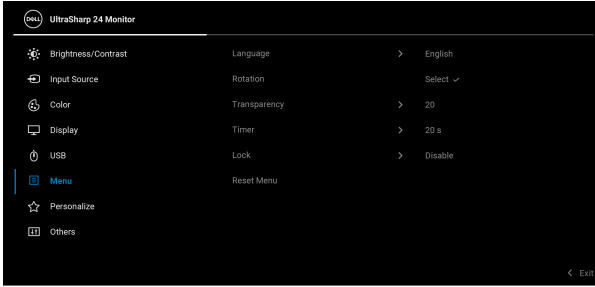 DELL UltraSharp 24 Monitor
Brightness/Contrast Language > English
Input Source Rotation Select ✓
Color Transparency > 20
Display Timer > 20 s
USB Lock > Disable
Menu Reset Menu
Personalize
Others
< Exit